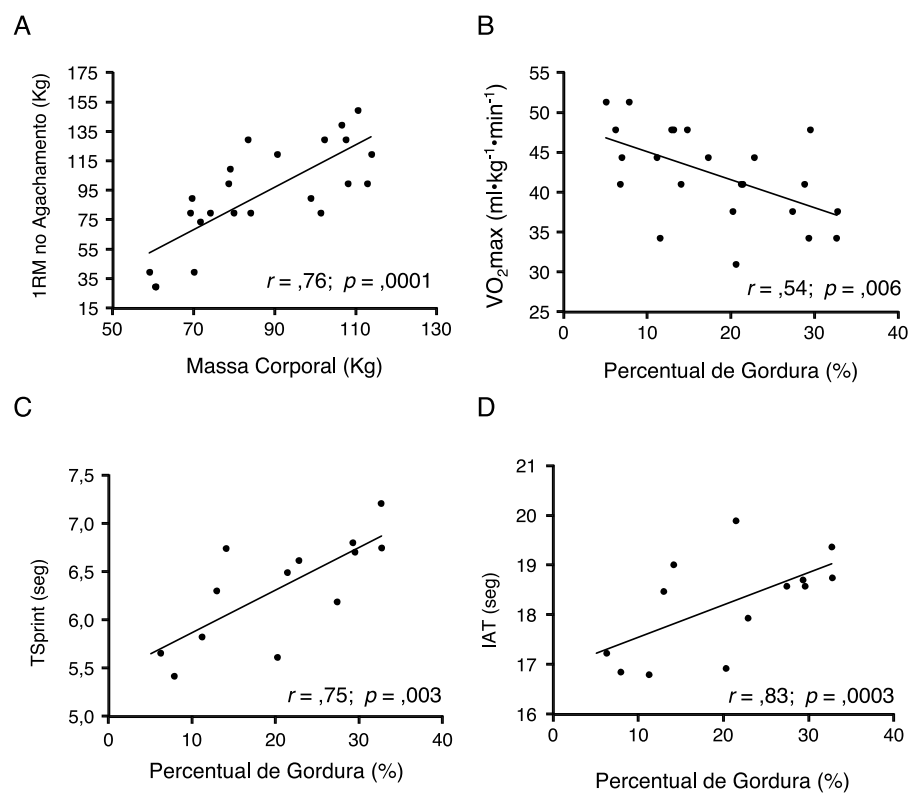 A
175
155
135
115
95
75
55
35
15
1RM no Agachamento (Kg)
r = ,76; p = ,0001
50 70 90 110 130
Massa Corporal (Kg)
B
55
50
45
40
35
30
25
VO₂max (ml•kg⁻¹•min⁻¹)
r = ,54; p = ,006
0 10 20 30 40
Percentual de Gordura (%)
C
7,5
7,0
6,5
6,0
5,5
5,0
TSprint (seg)
r = ,75; p = ,003
0 10 20 30 40
Percentual de Gordura (%)
D
21
20
19
18
17
16
IAT (seg)
r = ,83; p = ,0003
0 10 20 30 40
Percentual de Gordura (%)